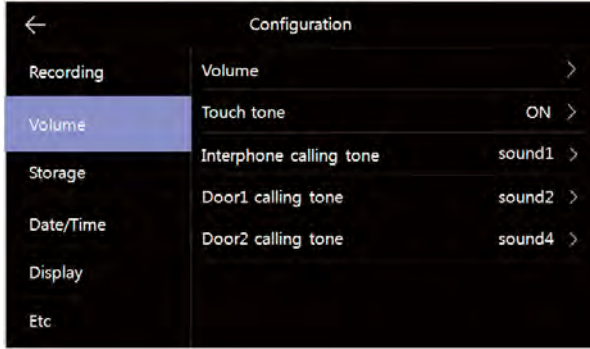 Configuration
Recording
Volume
Storage
Date/Time
Display
Etc
Volume
Touch tone ON
Interphone calling tone sound1
Door1 calling tone sound2
Door2 calling tone sound4